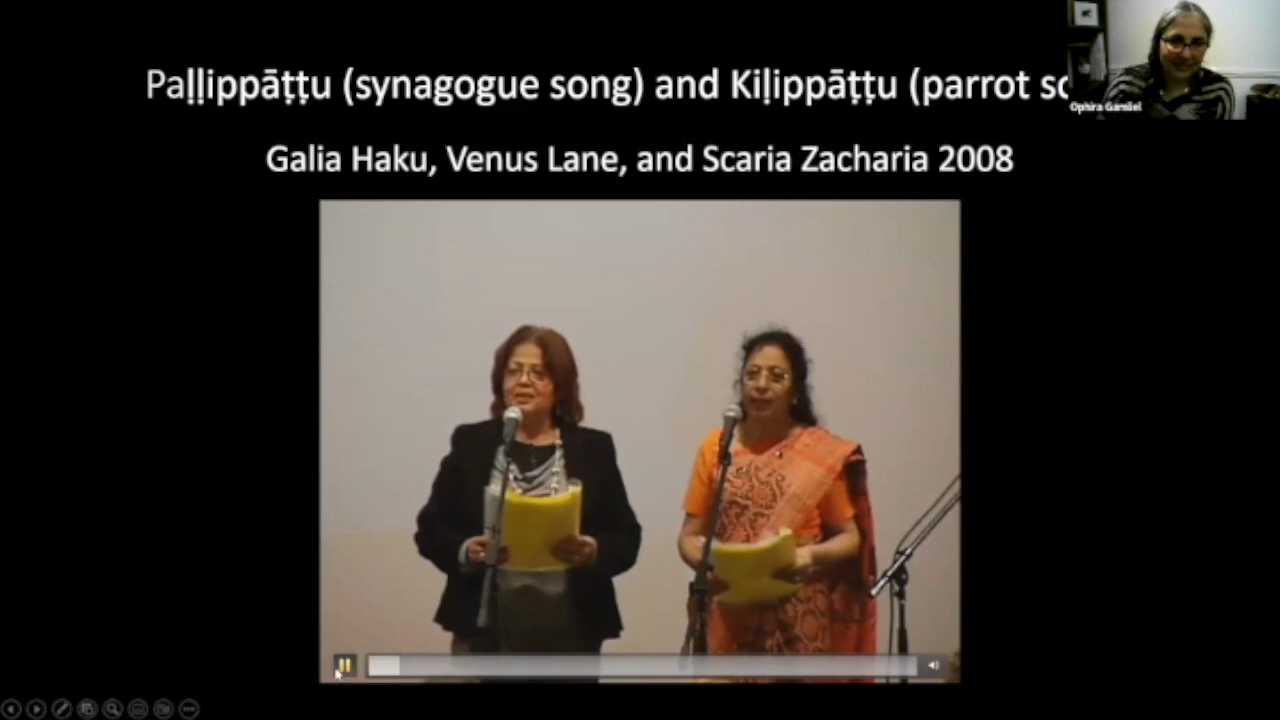 Paḷḷippāṭṭu (synagogue song) and Kiḷippāṭṭu (parrot so
Galia Haku, Venus Lane, and Scaria Zacharia 2008
Ophira Gamliel